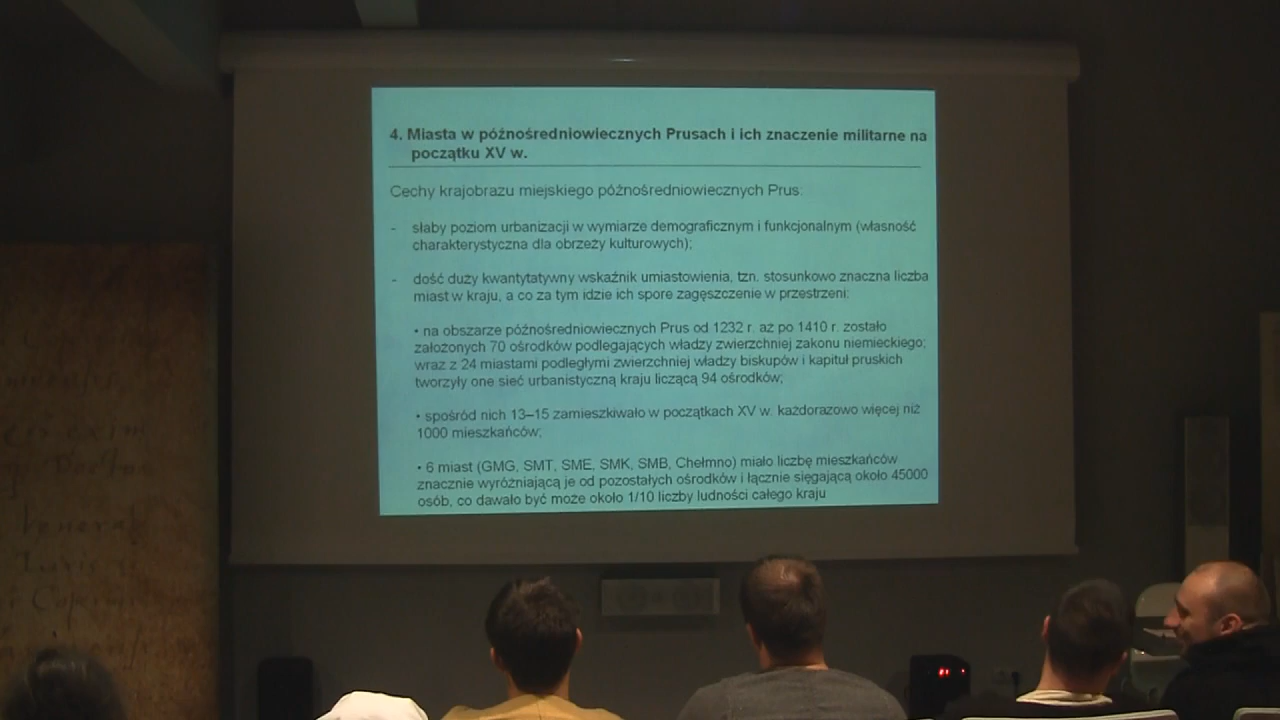 4. Miasta w późnośredniowiecznych Prusach i ich znaczenie militarne na
początku XV w.
Cechy krajobrazu miejskiego późnośredniowiecznych Prus:
- słaby poziom urbanizacji w wymiarze demograficznym i funkcjonalnym (własność
charakterystyczna dla obrzeży kulturowych);
- dość duży kwantytatywny wskaźnik umiastowienia, tzn. stosunkowo znaczna liczba
miast w kraju, a co za tym idzie ich spore zagęszczenie w przestrzeni:
• na obszarze późnośredniowiecznych Prus od 1232 r. aż po 1410 r. zostało
założonych 70 ośrodków podlegających władzy zwierzchniej zakonu niemieckiego;
wraz z 24 miastami podległymi zwierzchniej władzy biskupów i kapituł pruskich
tworzyły one sieć urbanistyczną kraju liczącą 94 ośrodków;
• spośród nich 13–15 zamieszkiwało w początkach XV w. każdorazowo więcej niż
1000 mieszkańców;
• 6 miast (GMG, SMT, SME, SMK, SMB, Chełmno) miało liczbę mieszkańców
znacznie wyróżniającą je od pozostałych ośrodków i łącznie sięgającą około 45000
osób, co dawało być może około 1/10 liczby ludności całego kraju